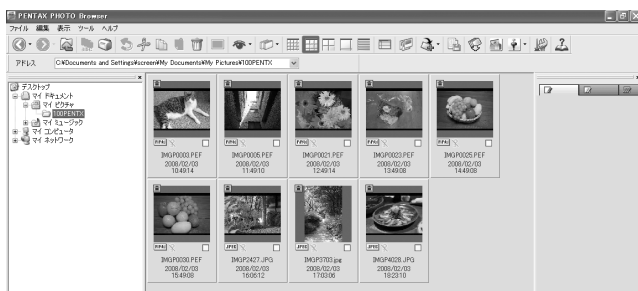 PENTAX PHOTO Browser
ファイル 編集 表示 ツール ヘルプ
アドレス C:¥Documents and Settings¥screen¥My Documents¥My Pictures¥100PENTX
デスクトップ
マイ ドキュメント
マイ ピクチャ
100PENTX
マイ ミュージック
マイ コンピュータ
マイ ネットワーク
IMGP0003.PEF
2008/02/03
10:49:14
IMGP0005.PEF
2008/02/03
11:49:10
IMGP0021.PEF
2008/02/03
12:49:14
IMGP0023.PEF
2008/02/03
13:49:08
IMGP0025.PEF
2008/02/03
14:49:08
IMGP0030.PEF
2008/02/03
15:49:08
JPEG
IMGP2427.JPG
2008/02/03
16:06:12
JPEG
IMGP3703.jpg
2008/02/03
17:03:06
JPEG
IMGP4028.JPG
2008/02/03
18:23:10